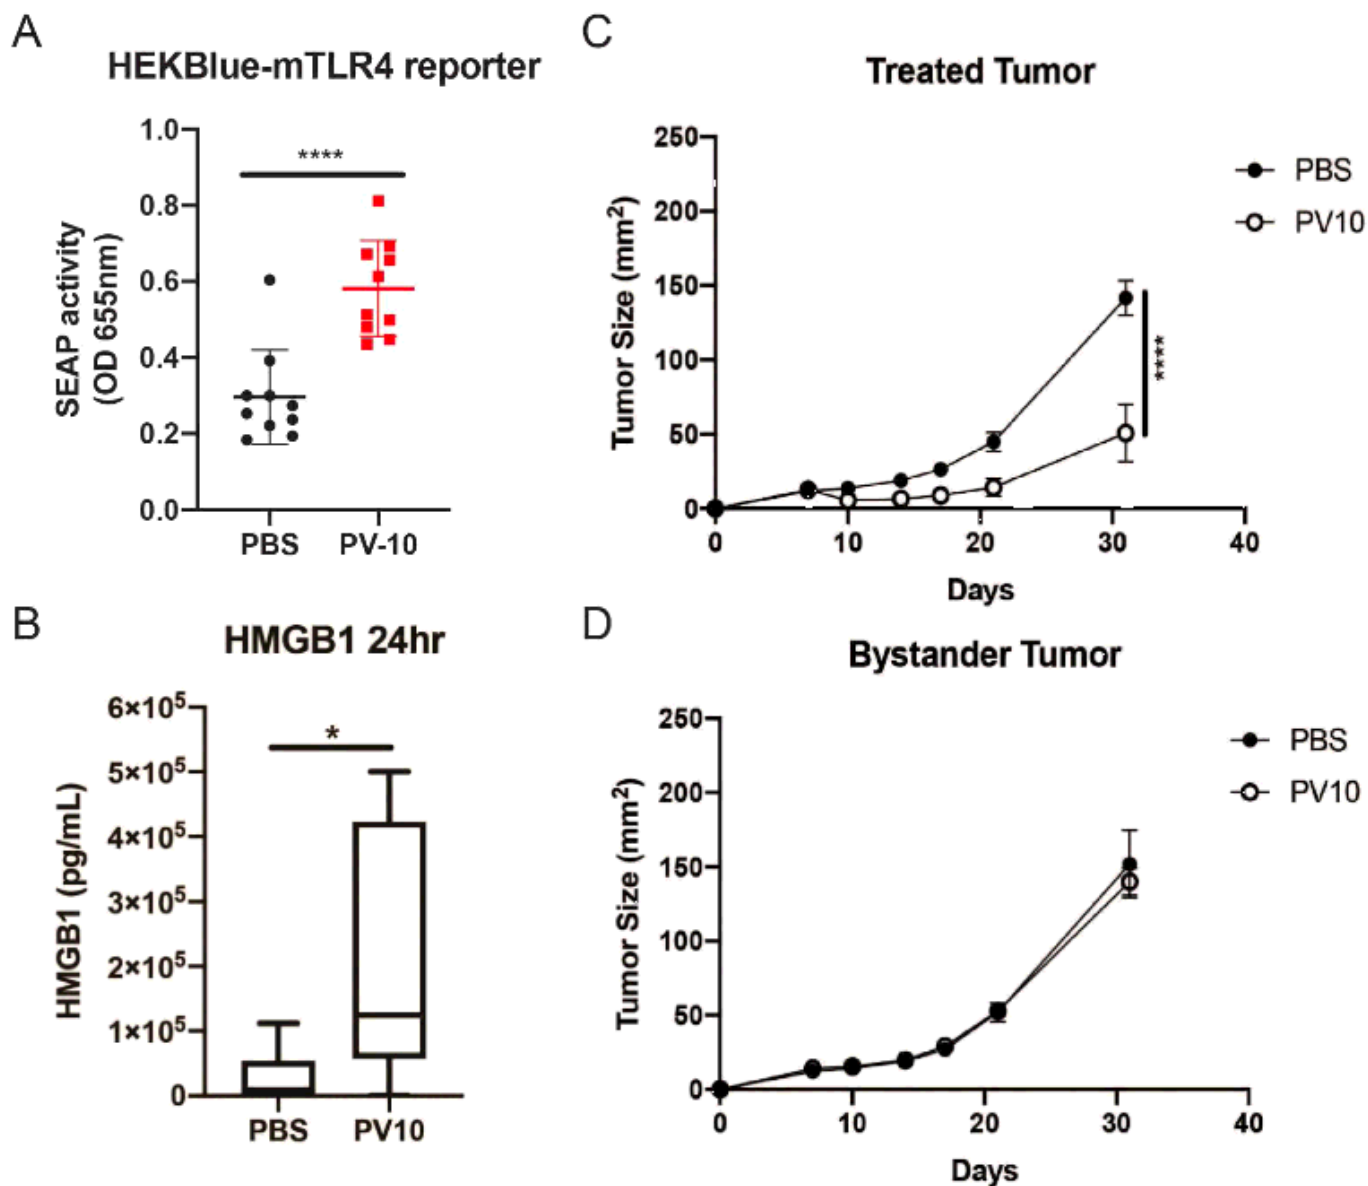 A
HEKBlue-mTLR4 reporter
SEAP activity
(OD 655nm)
1.0
0.8
0.6
0.4
0.2
0.0
****
PBS
PV-10
B
HMGB1 24hr
HMGB1 (pg/mL)
6×10⁵
5×10⁵
4×10⁵
3×10⁵
2×10⁵
1×10⁵
0
*
PBS
PV10
C
Treated Tumor
Tumor Size (mm²)
250
200
150
100
50
0
0
10
20
30
40
Days
PBS
PV10
****
D
Bystander Tumor
Tumor Size (mm²)
250
200
150
100
50
0
0
10
20
30
40
Days
PBS
PV10